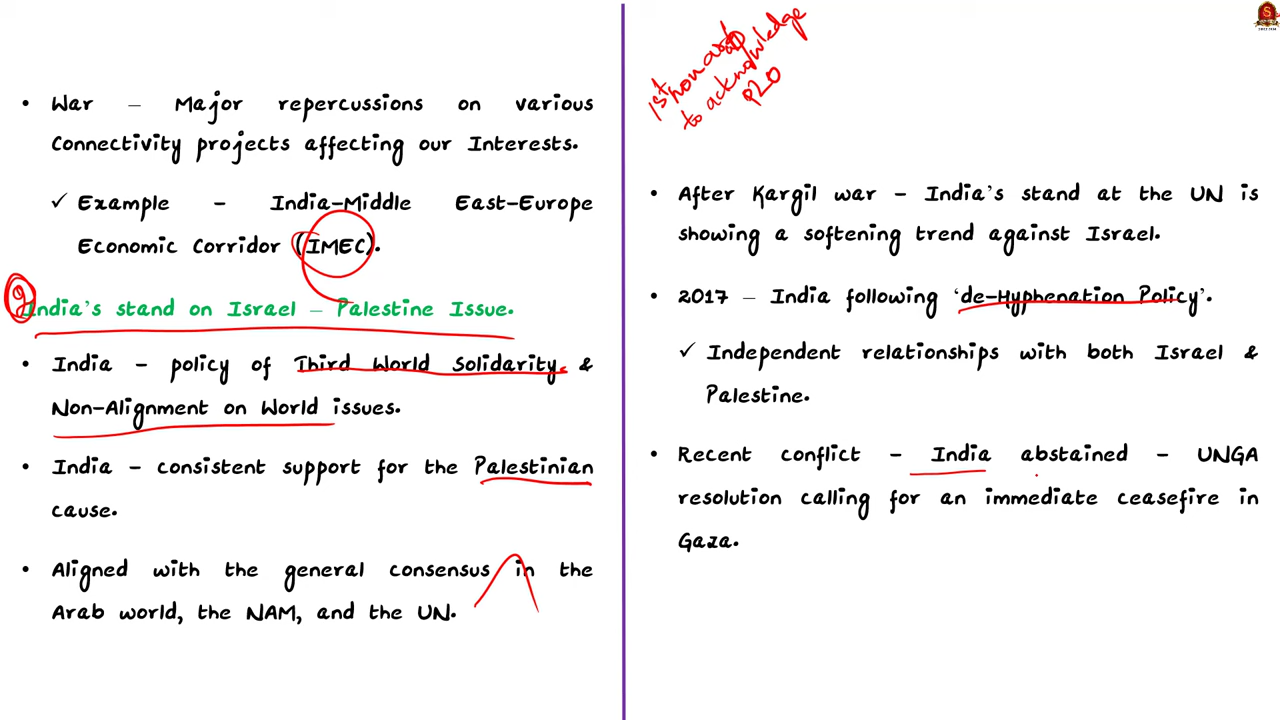 • War – Major repercussions on various
Connectivity projects affecting our Interests.
✓ Example - India-Middle East-Europe
Economic Corridor (IMEC).
India's stand on Israel – Palestine Issue.
• India - policy of Third World Solidarity &
Non-Alignment on World issues.
• India - consistent support for the Palestinian
cause.
• Aligned with the general consensus in the
Arab world, the NAM, and the UN.
1st non arab
to acknowledge
PLO
• After Kargil war - India's stand at the UN is
showing a softening trend against Israel.
• 2017 – India following 'de-Hyphenation Policy'.
✓ Independent relationships with both Israel &
Palestine.
• Recent conflict - India abstained - UNGA
resolution calling for an immediate ceasefire in
Gaza.